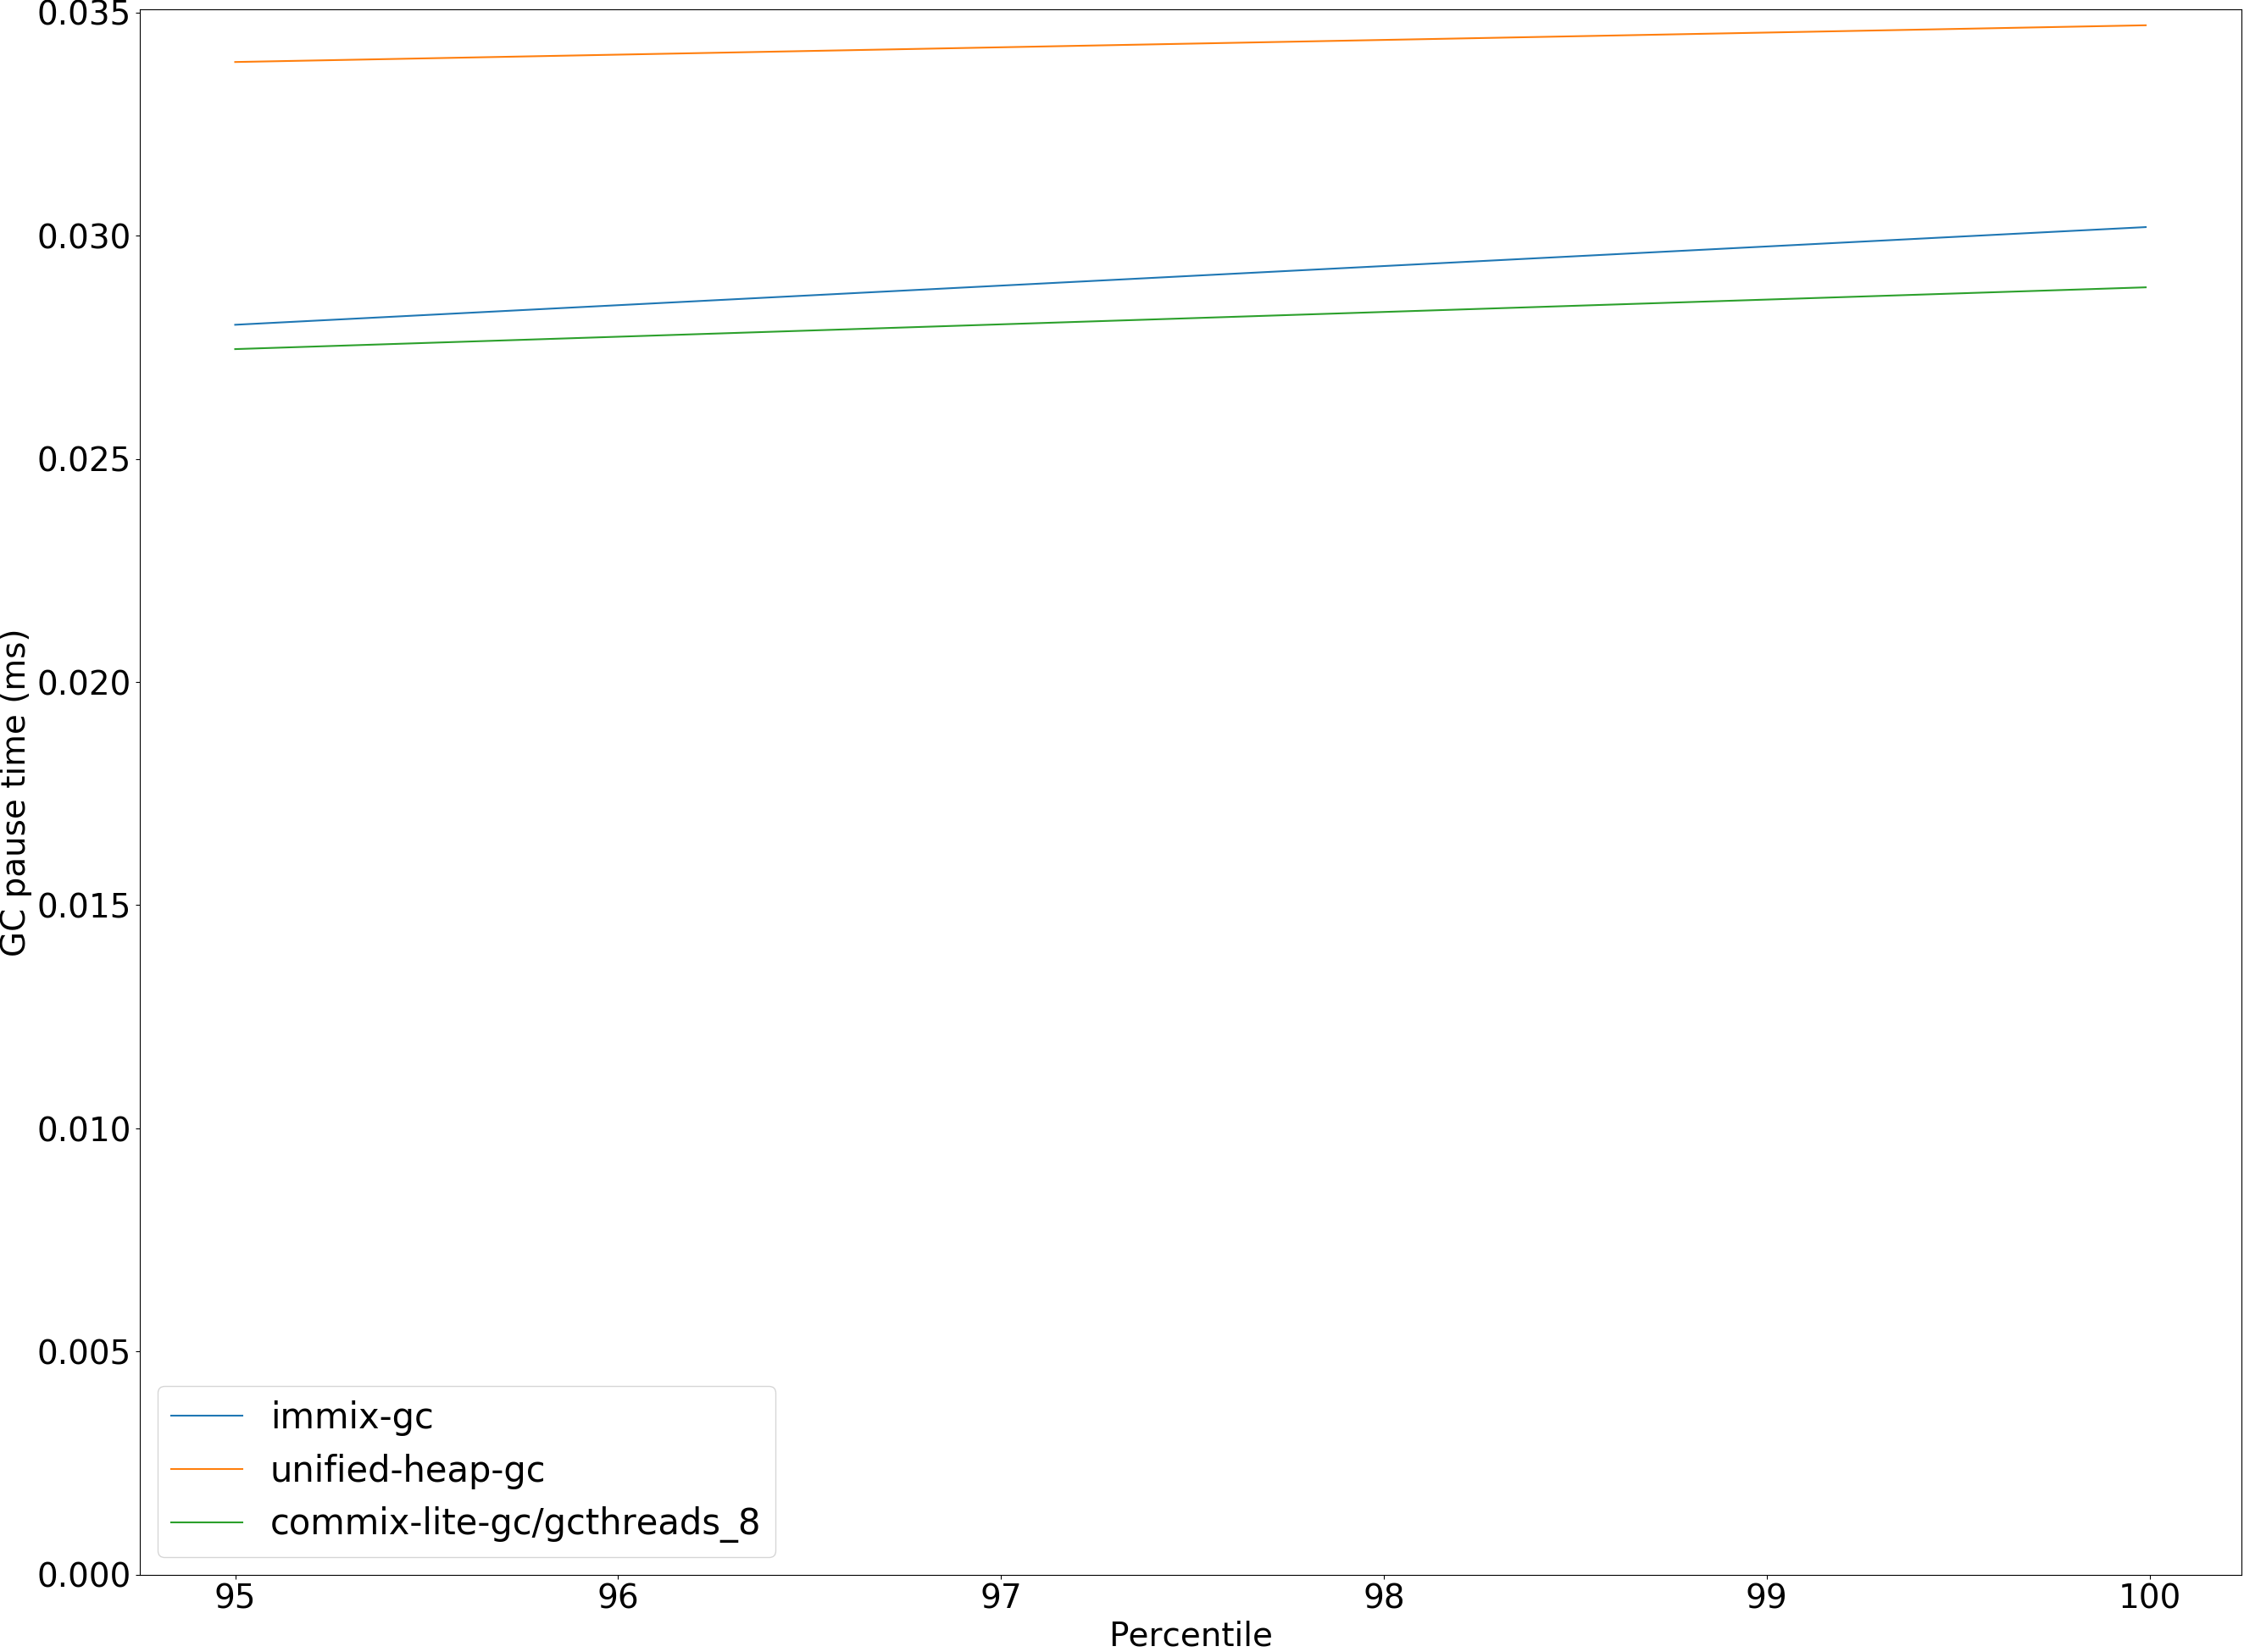 0.035
0.030
0.025
0.020
0.015
0.010
0.005
0.000
GC pause time (ms)
immix-gc
unified-heap-gc
commix-lite-gc/gcthreads_8
95 96 97 98 99 100
Percentile